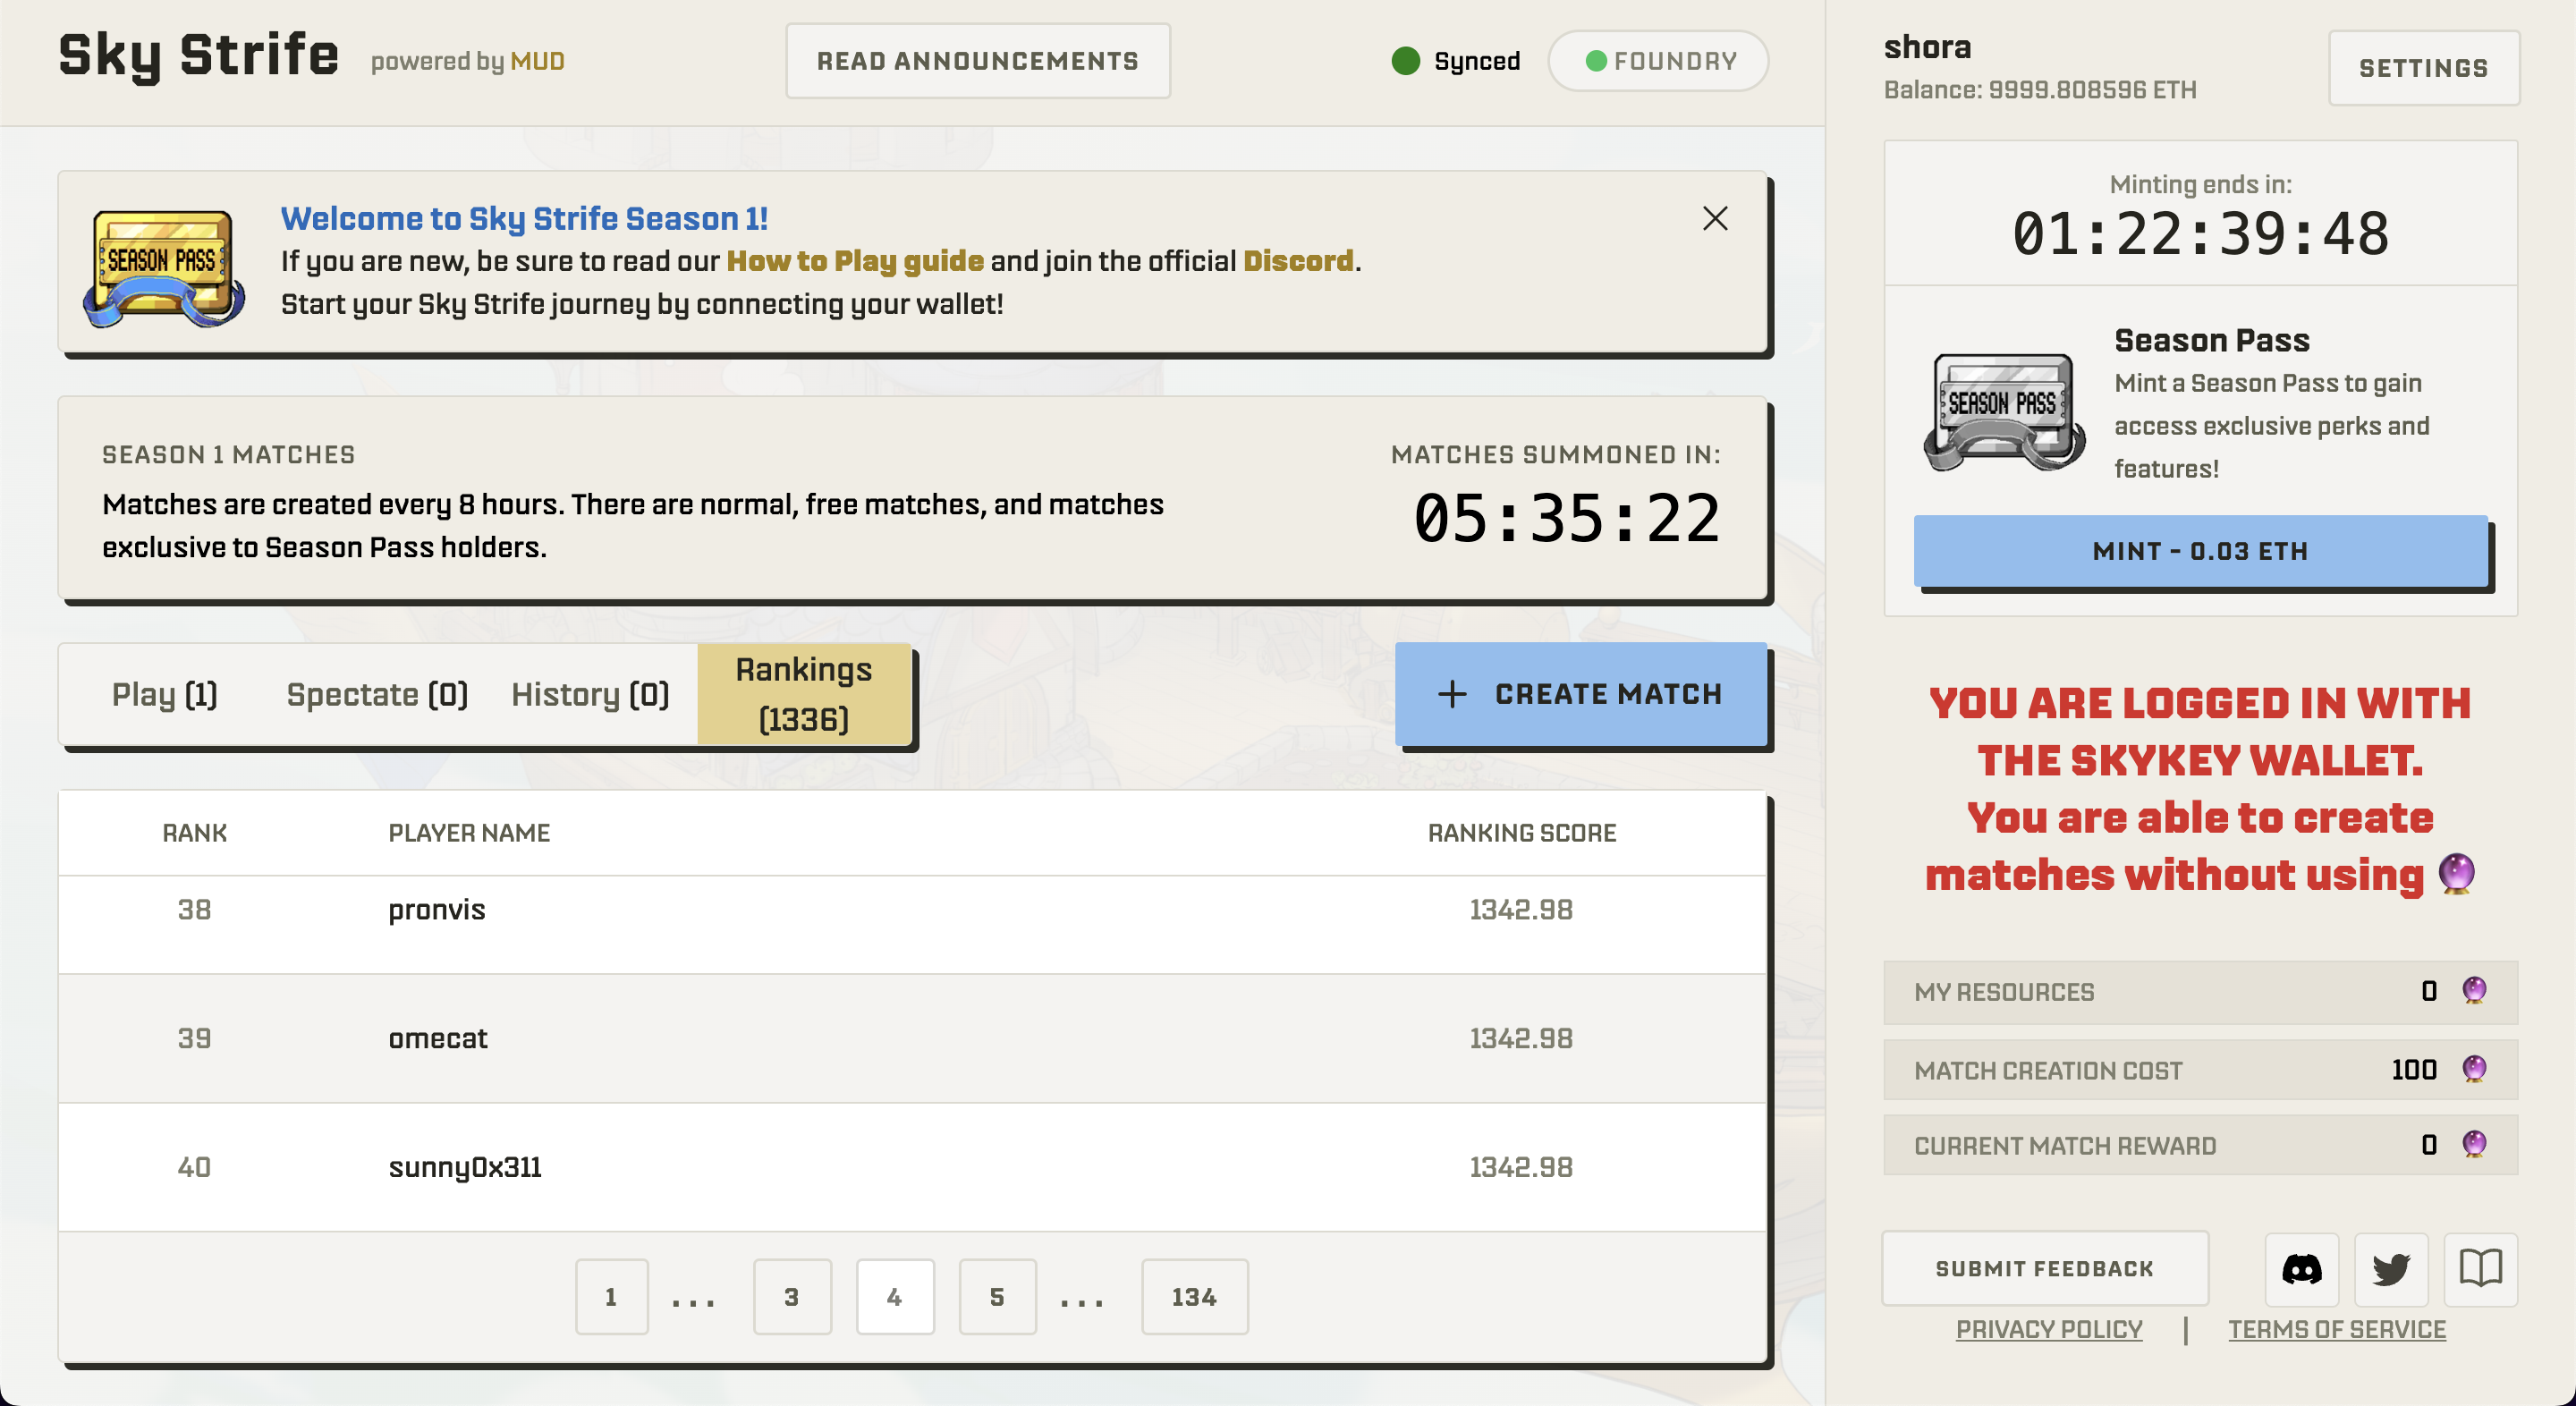 Sky Strife
powered by MUD
READ ANNOUNCEMENTS
Synced
FOUNDRY
SEASON PASS
Welcome to Sky Strife Season 1!
If you are new, be sure to read our How to Play guide and join the official Discord.
Start your Sky Strife journey by connecting your wallet!
SEASON 1 MATCHES
Matches are created every 8 hours. There are normal, free matches, and matches
exclusive to Season Pass holders.
MATCHES SUMMONED IN:
05:35:22
Play (1)
Spectate (0)
History (0)
Rankings
(1336)
+ CREATE MATCH
RANK PLAYER NAME RANKING SCORE
38 pronvis 1342.98
39 omecat 1342.98
40 sunny0x311 1342.98
1 ... 3 4 5 ... 134
shora
Balance: 9999.808596 ETH
SETTINGS
Minting ends in:
01:22:39:48
SEASON PASS
Season Pass
Mint a Season Pass to gain
access exclusive perks and
features!
MINT - 0.03 ETH
YOU ARE LOGGED IN WITH
THE SKYKEY WALLET.
You are able to create
matches without using 🔮
MY RESOURCES 0 🔮
MATCH CREATION COST 100 🔮
CURRENT MATCH REWARD 0 🔮
SUBMIT FEEDBACK
PRIVACY POLICY | TERMS OF SERVICE